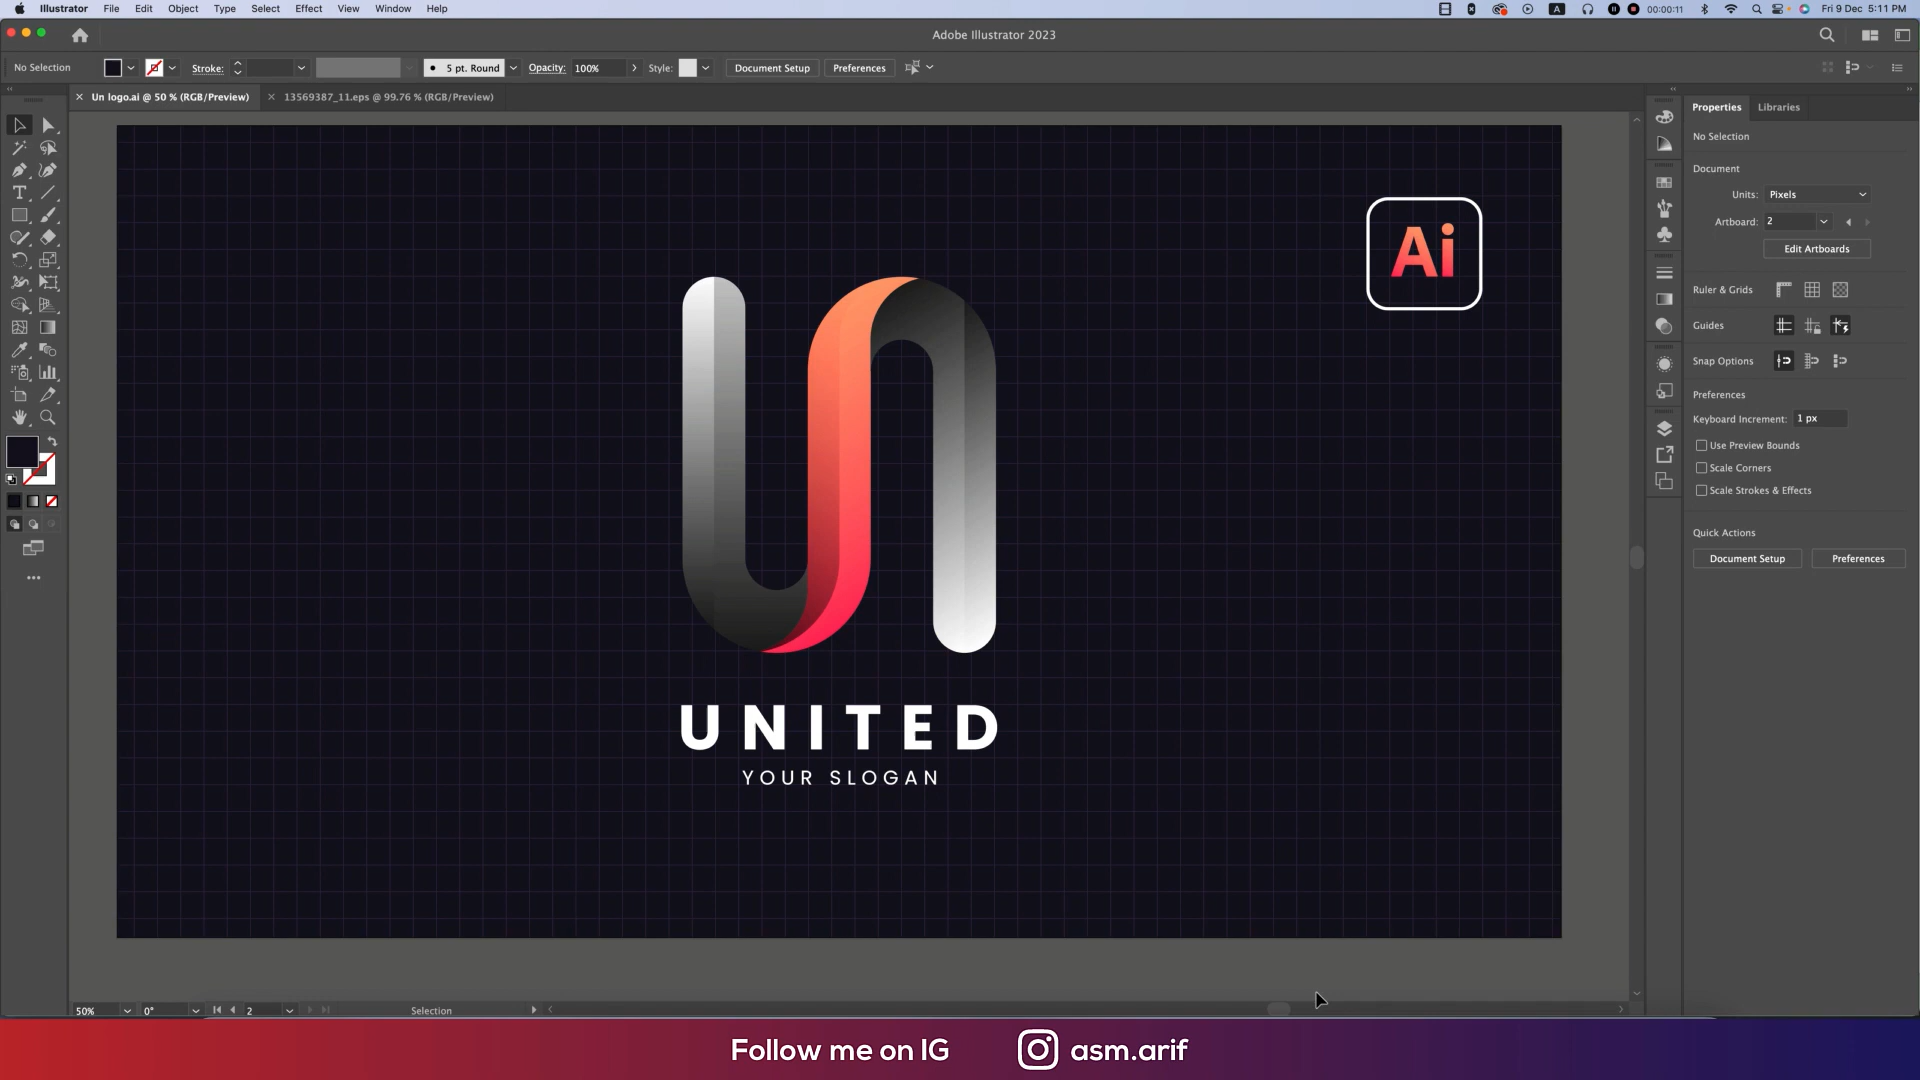 Illustrator File Edit Object Type Select Effect View Window Help
A 00:00:11 Fri 9 Dec 5:11 PM
Adobe Illustrator 2023
No Selection Stroke: 5 pt. Round Opacity: 100% Style: Document Setup Preferences
Un logo.ai @ 50 % (RGB/Preview) 13569387_11.eps @ 99.76 % (RGB/Preview)
Ai
UNITED
YOUR SLOGAN
Properties Libraries
No Selection
Document
Units: Pixels
Artboard: 2
Edit Artboards
Ruler & Grids
Guides
Snap Options
Preferences
Keyboard Increment: 1 px
Use Preview Bounds
Scale Corners
Scale Strokes & Effects
Quick Actions
Document Setup Preferences
50% 0° 2 Selection
Follow me on IG asm.arif